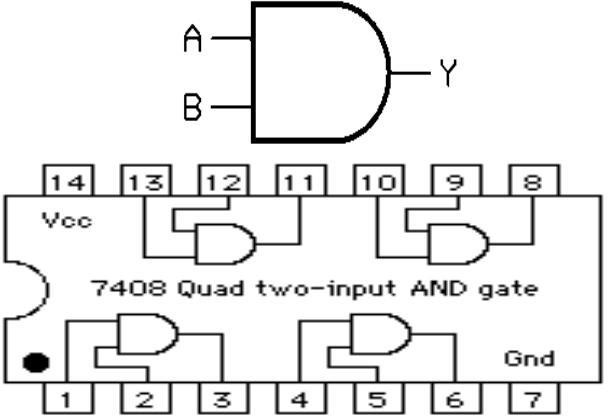 A
Y
B
14 13 12 11 10 9 8
Vcc
7408 Quad two-input AND gate
Gnd
1 2 3 4 5 6 7